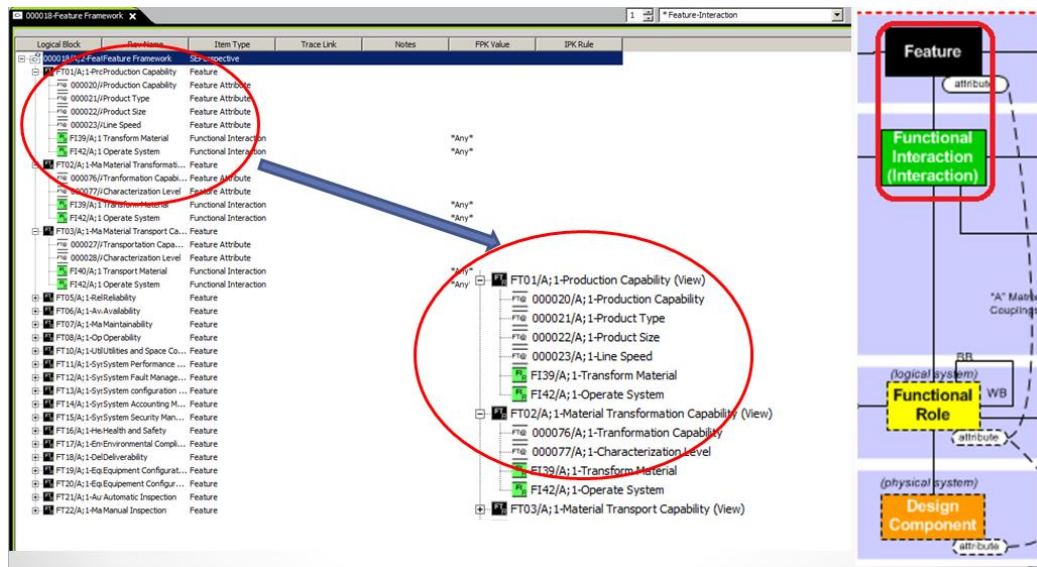 000018-Feature Framework
1
* Feature-Interaction
Logical Block Rev Name Item Type Trace Link Notes FPK Value IPK Rule
000018/A;2-Feat Feature Framework SEPerspective
FT01/A;1-Pro Production Capability Feature
000020/A Production Capability Feature Attribute
000021/A Product Type Feature Attribute
000022/A Product Size Feature Attribute
000023/A Line Speed Feature Attribute
FI39/A;1 Transform Material Functional Interaction *Any*
FI42/A;1 Operate System Functional Interaction *Any*
FT02/A;1-Ma Material Transformati... Feature
000076/A Tranformation Capabi... Feature Attribute
000077/A Characterization Level Feature Attribute
FI39/A;1 Transform Material Functional Interaction *Any*
FI42/A;1 Operate System Functional Interaction *Any*
FT03/A;1-Ma Material Transport Ca... Feature
000027/A Transportation Capa... Feature Attribute
000028/A Characterization Level Feature Attribute
FI40/A;1 Transport Material Functional Interaction *Any*
FI42/A;1 Operate System Functional Interaction *Any
FT05/A;1-Rel Reliability Feature
FT06/A;1-Av Availability Feature
FT07/A;1-Ma Maintainability Feature
FT08/A;1-Op Operability Feature
FT10/A;1-Util Utilities and Space Co... Feature
FT11/A;1-Sys System Performance ... Feature
FT12/A;1-Sys System Fault Manage... Feature
FT13/A;1-Sys System configuration ... Feature
FT14/A;1-Sys System Accounting M... Feature
FT15/A;1-Sys System Security Man... Feature
FT16/A;1-He Health and Safety Feature
FT17/A;1-Env Environmental Compli... Feature
FT18/A;1-Del Deliverability Feature
FT19/A;1-Eq Equipment Configurat... Feature
FT20/A;1-Eq Equipement Configur... Feature
FT21/A;1-Au Automatic Inspection Feature
FT22/A;1-Ma Manual Inspection Feature
FT01/A;1-Production Capability (View)
000020/A;1-Production Capability
000021/A;1-Product Type
000022/A;1-Product Size
000023/A;1-Line Speed
FI39/A;1-Transform Material
FI42/A;1-Operate System
FT02/A;1-Material Transformation Capability (View)
000076/A;1-Tranformation Capability
000077/A;1-Characterization Level
FI39/A;1-Transform Material
FI42/A;1-Operate System
FT03/A;1-Material Transport Capability (View)
Feature
attribute
Functional
Interaction
(Interaction)
"A" Matrix
Couplings
BB
(logical system)
Functional
Role
WB
attribute
(physical system)
Design
Component
attribute